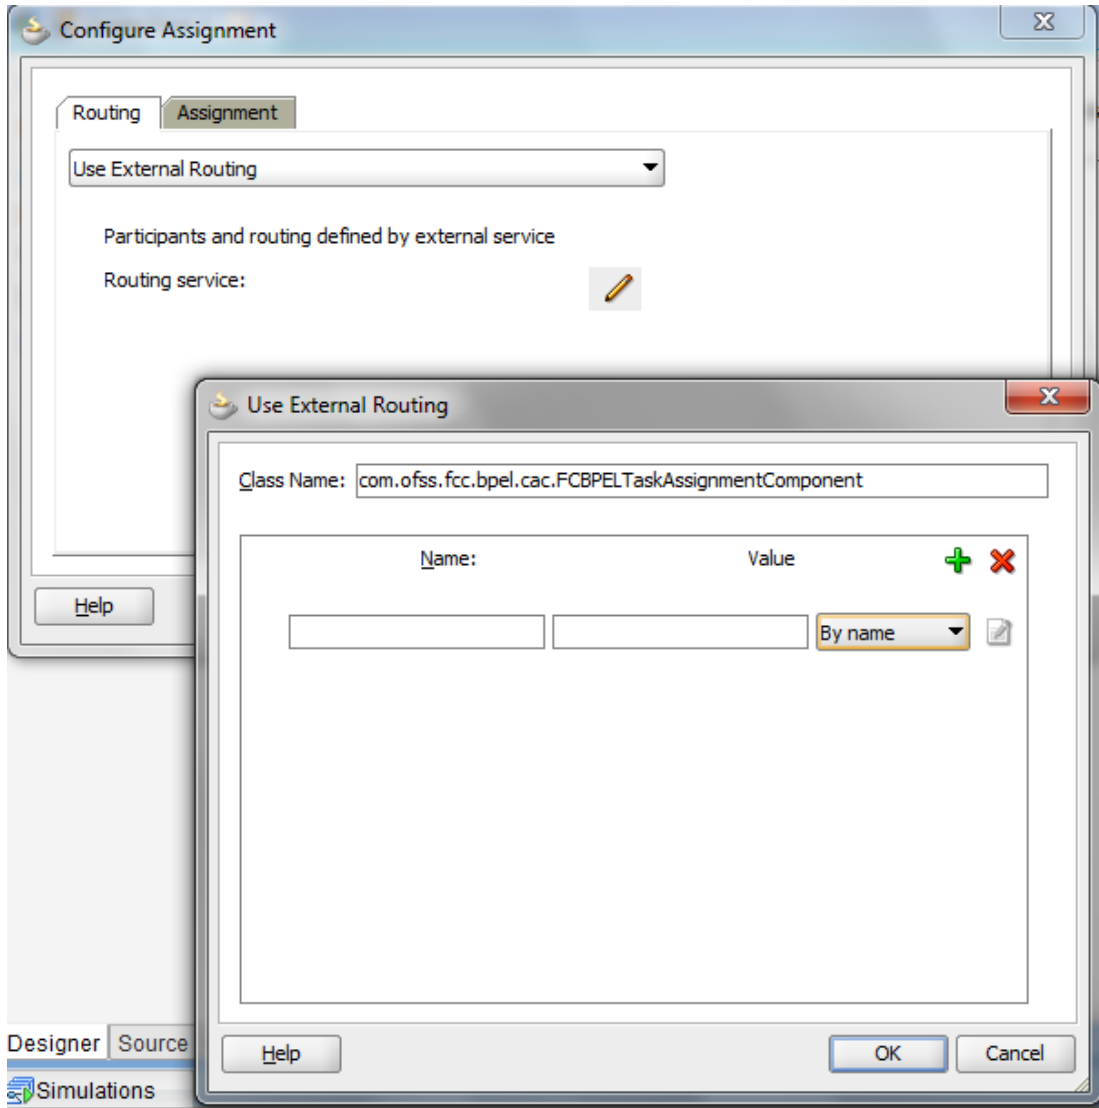 Configure Assignment
Routing Assignment
Use External Routing
Participants and routing defined by external service
Routing service:
Help
Use External Routing
Class Name: com.ofss.fcc.bpel.cac.FCBPELTaskAssignmentComponent
Name: Value
By name
Help OK Cancel
Designer Source
Simulations